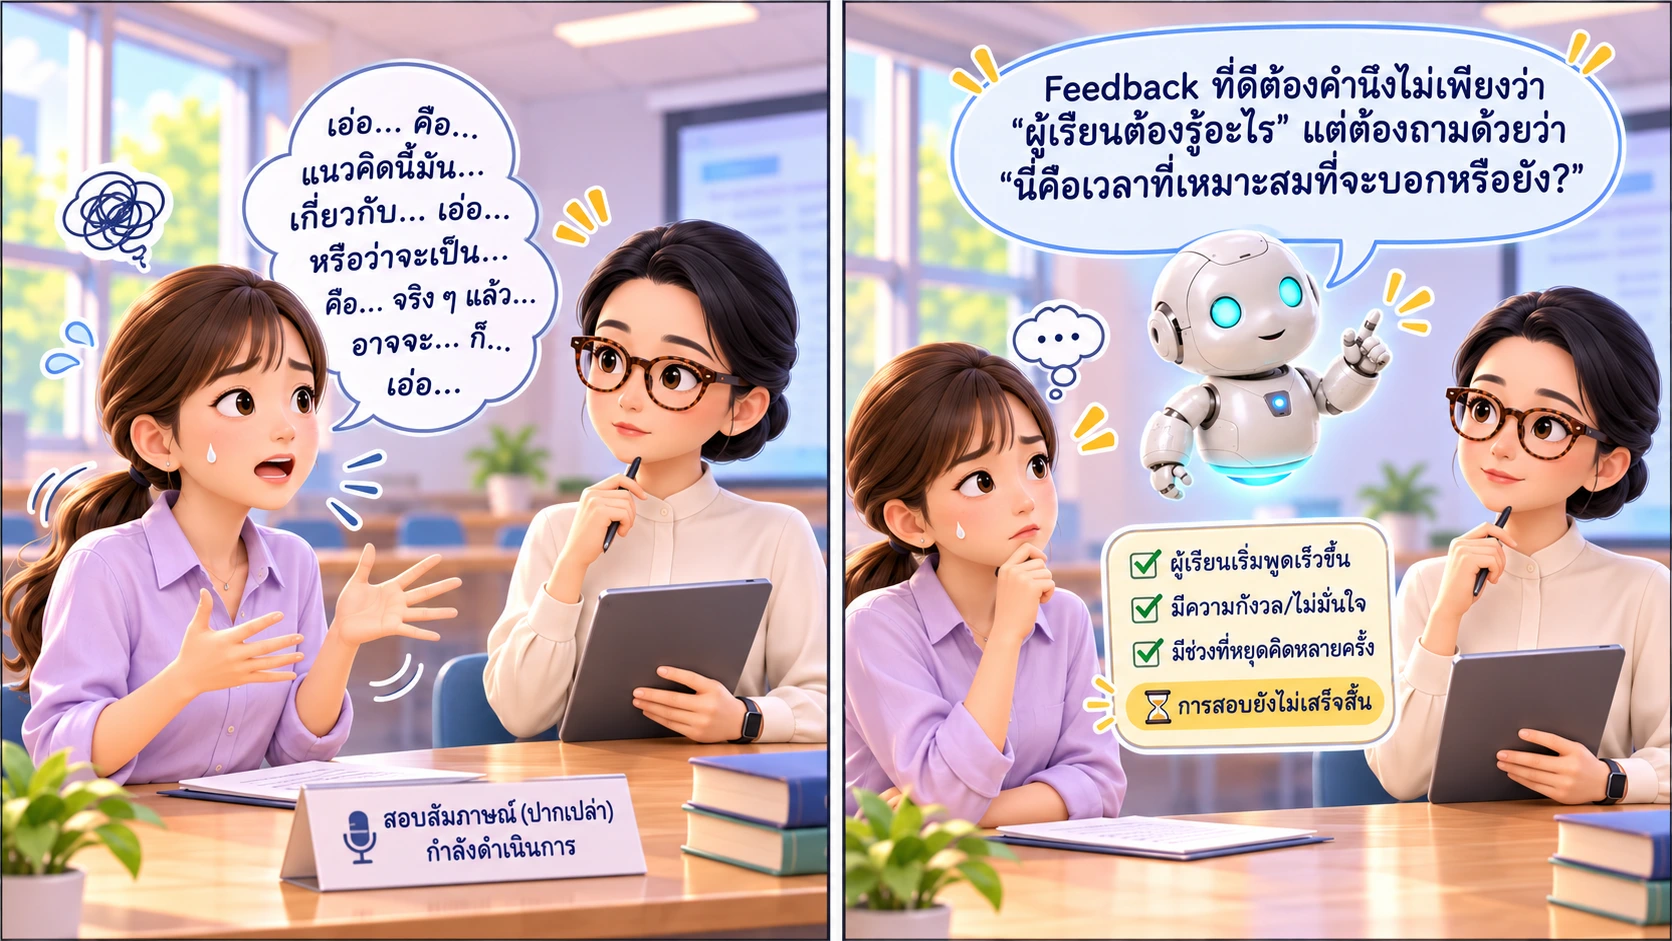 เอ่อ... คือ...
แนวคิดนี้มัน...
เกี่ยวกับ... เอ่อ...
หรือว่าจะเป็น...
คือ... จริง ๆ แล้ว...
อาจจะ... ก็...
เอ่อ...
สอบสัมภาษณ์ (ปากเปล่า)
กำลังดำเนินการ
Feedback ที่ดีต้องคำนึงไม่เพียงว่า
“ผู้เรียนต้องรู้อะไร” แต่ต้องถามด้วยว่า
“นี่คือเวลาที่เหมาะสมที่จะบอกหรือยัง?”
...
ผู้เรียนเริ่มพูดเร็วขึ้น
มีความกังวล/ไม่มั่นใจ
มีช่วงที่หยุดคิดหลายครั้ง
การสอบยังไม่เสร็จสิ้น